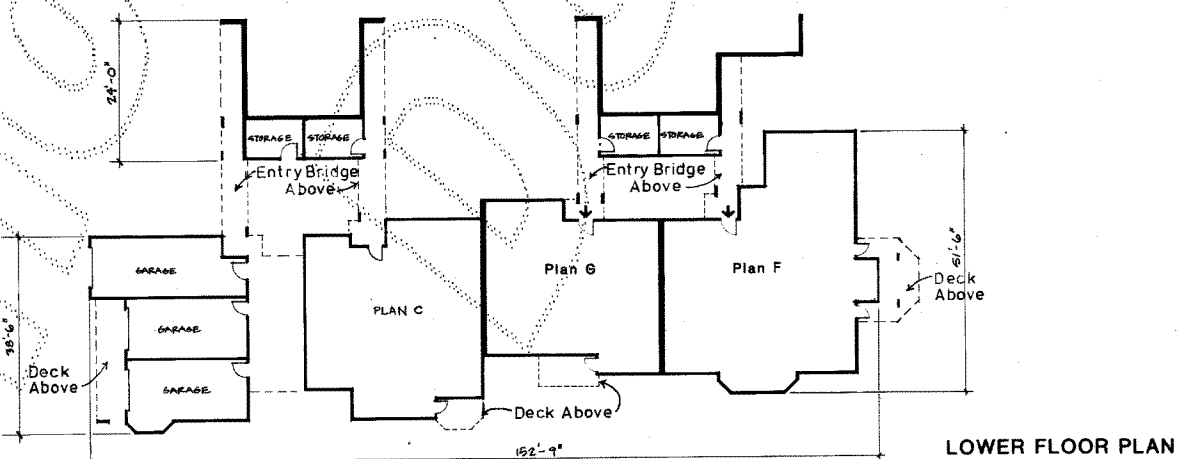 24'-0"
STORAGE
STORAGE
STORAGE
STORAGE
Entry Bridge
Above
Entry Bridge
Above
GARAGE
GARAGE
GARAGE
38'-6"
Deck
Above
PLAN C
Plan G
Plan F
61'-6"
Deck
Above
Deck Above
152'-9"
LOWER FLOOR PLAN